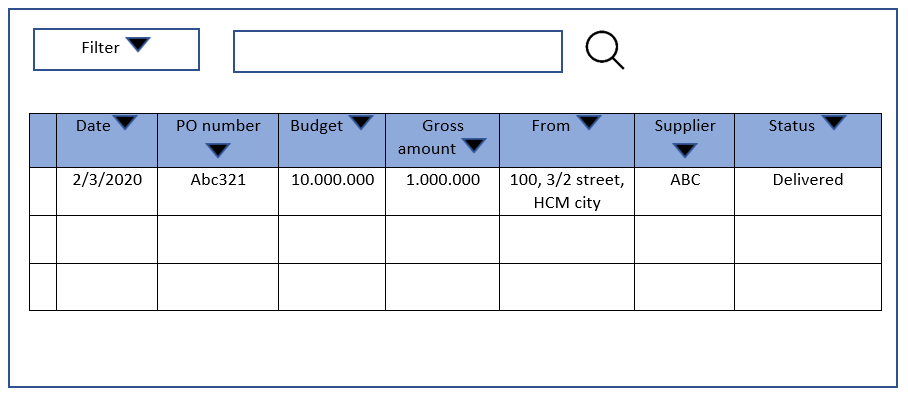 Filter
Date PO number Budget Gross amount From Supplier Status
2/3/2020 Abc321 10.000.000 1.000.000 100, 3/2 street, HCM city ABC Delivered